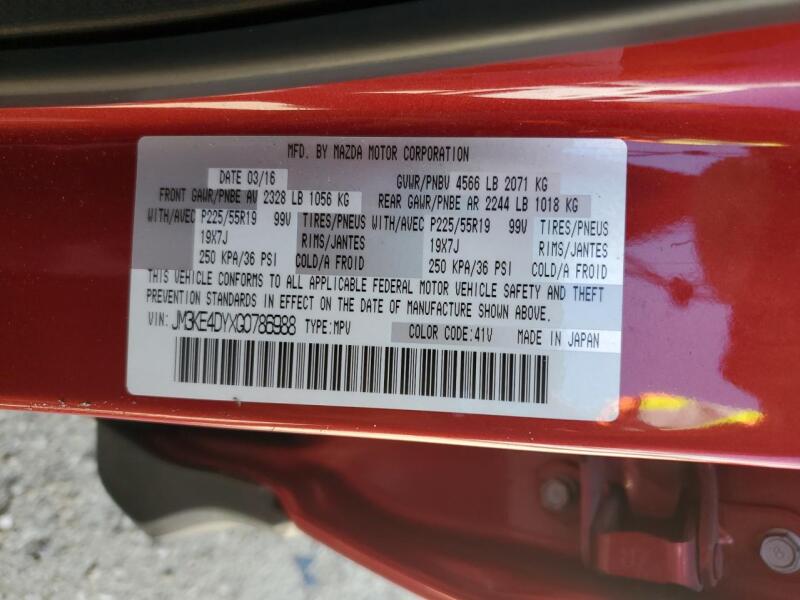 MFD. BY MAZDA MOTOR CORPORATION
DATE 03/16 GVWR/PNBV 4566 LB 2071 KG
FRONT GAWR/PNBE AV 2328 LB 1056 KG REAR GAWR/PNBE AR 2244 LB 1018 KG
WITH/AVEC P225/55R19 99V TIRES/PNEUS WITH/AVEC P225/55R19 99V TIRES/PNEUS
19X7J RIMS/JANTES 19X7J RIMS/JANTES
250 KPA/36 PSI COLD/A FROID 250 KPA/36 PSI COLD/A FROID
THIS VEHICLE CONFORMS TO ALL APPLICABLE FEDERAL MOTOR VEHICLE SAFETY AND THEFT
PREVENTION STANDARDS IN EFFECT ON THE DATE OF MANUFACTURE SHOWN ABOVE.
VIN: JM3KE4DYXG0786988 TYPE:MPV COLOR CODE:41V MADE IN JAPAN
8